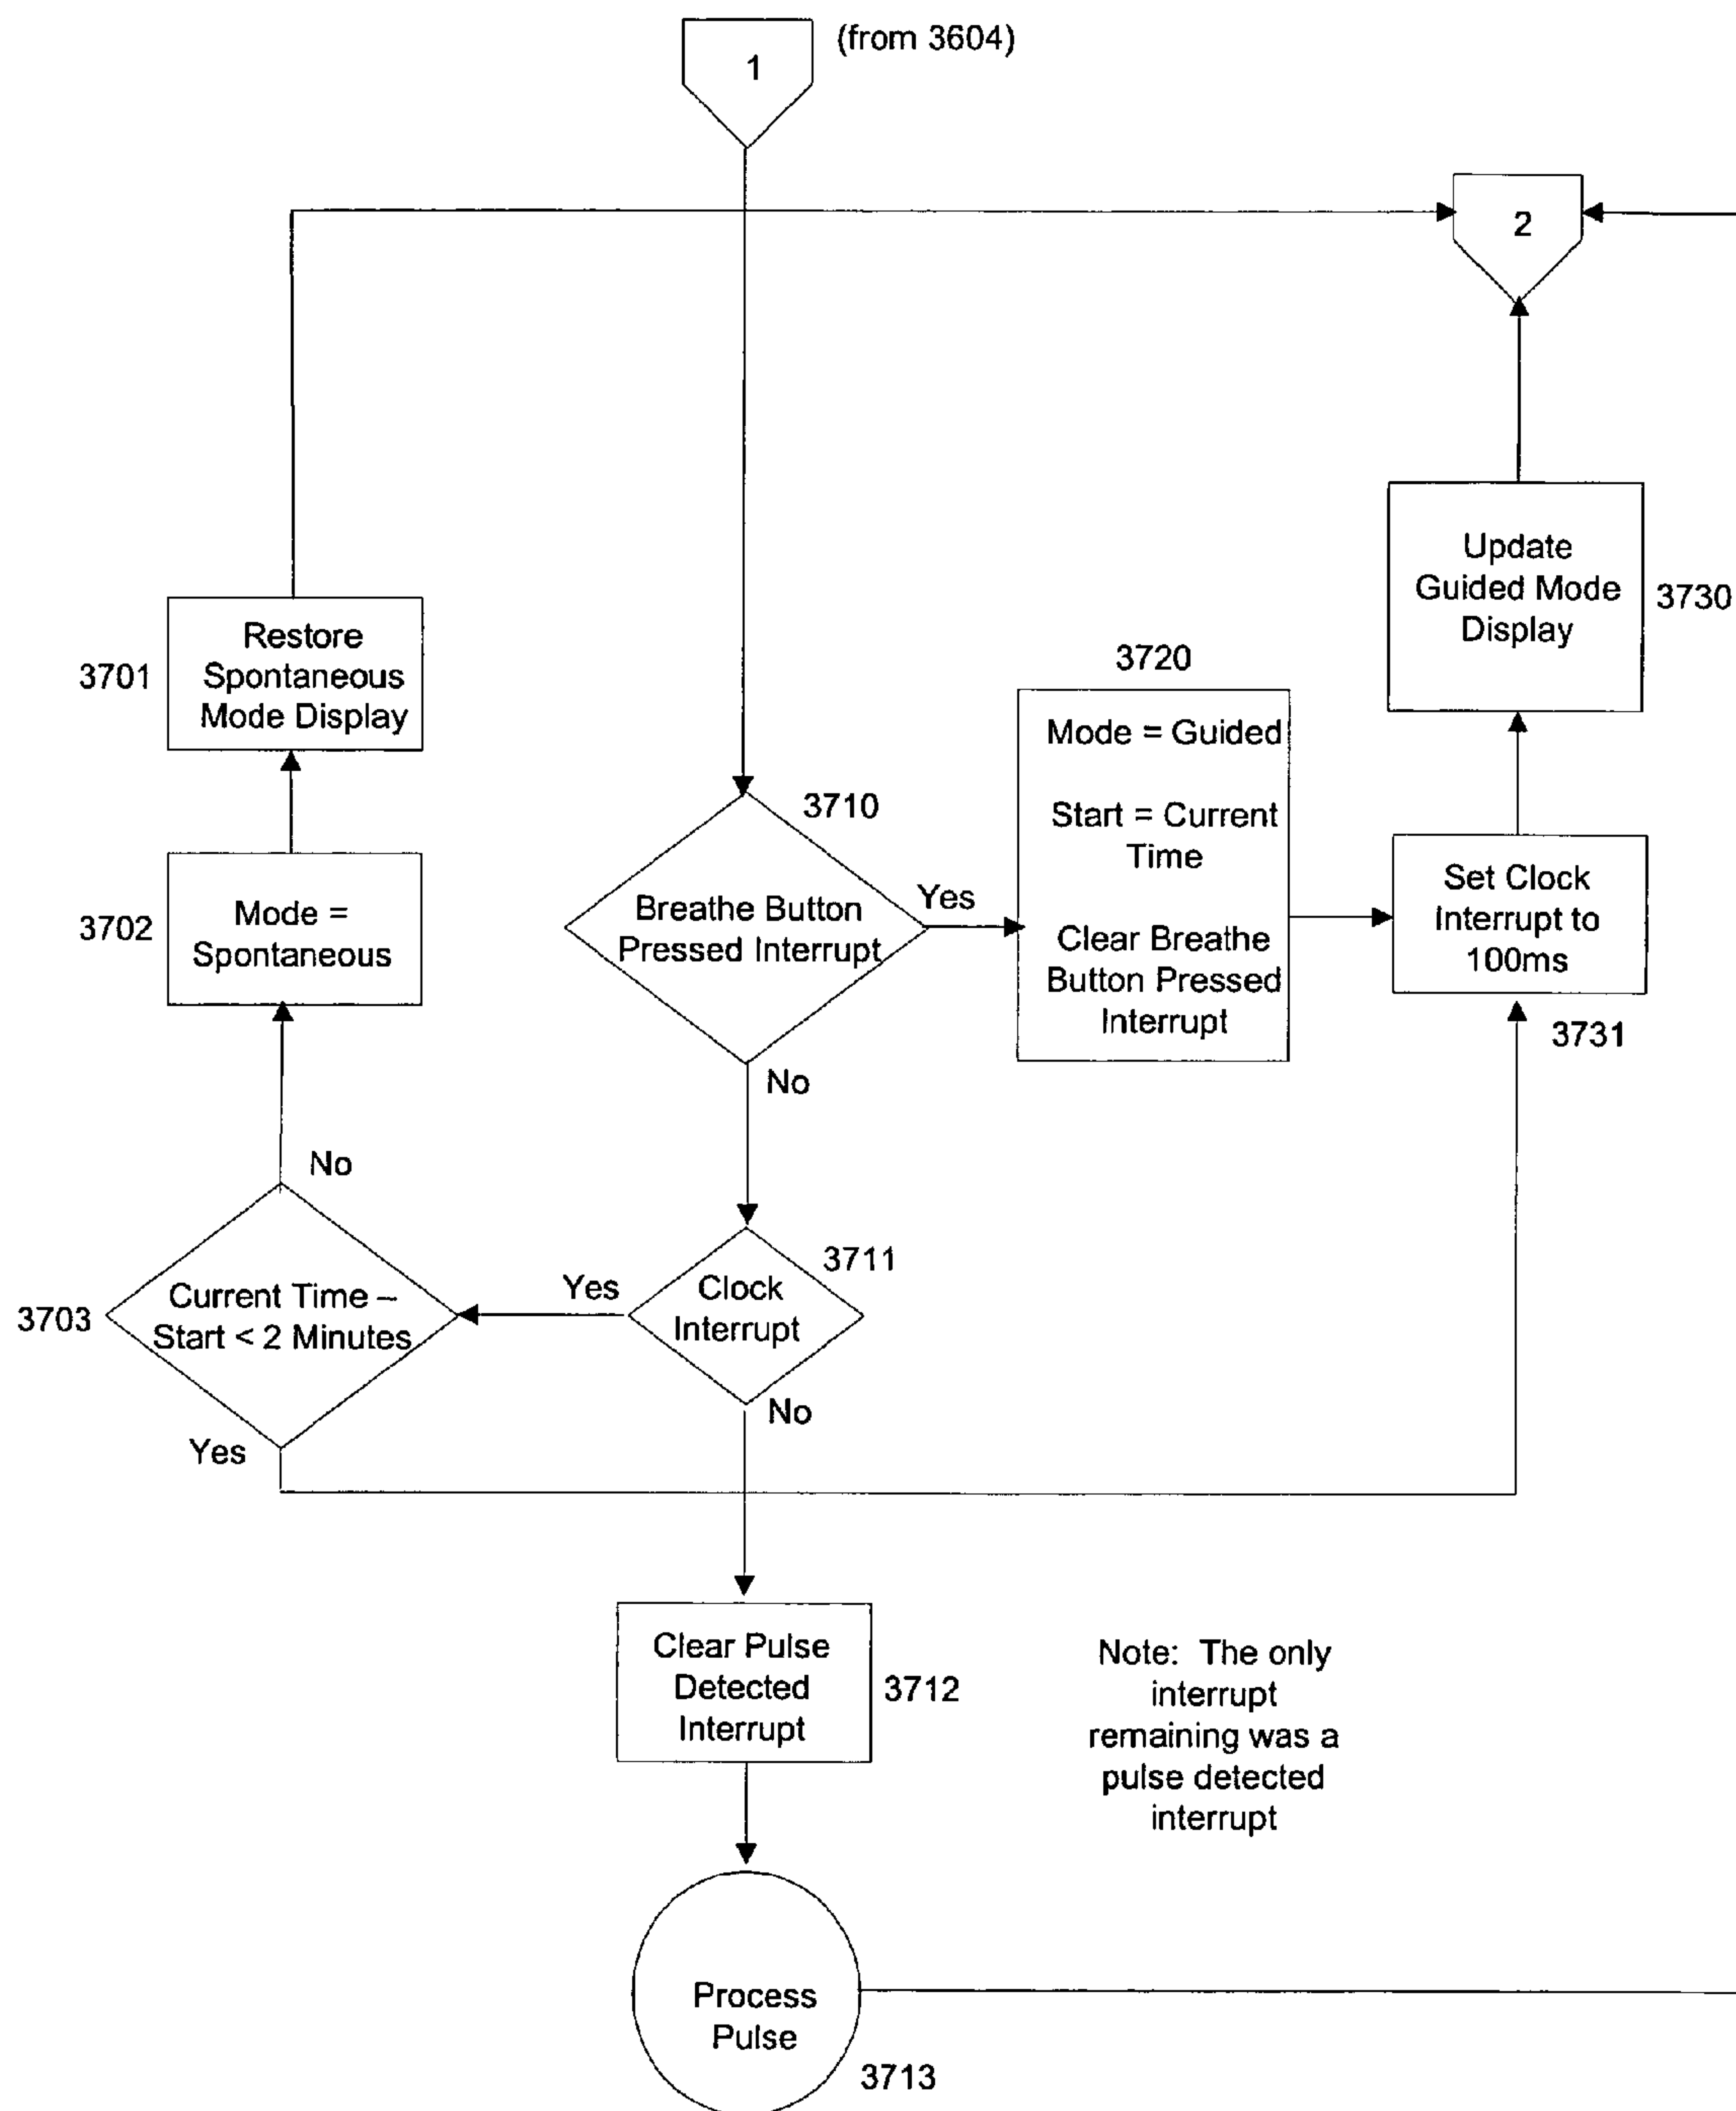 1
(from 3604)
2
Update
Guided Mode
Display
3730
Restore
Spontaneous
Mode Display
3701
3720
Mode = Guided
Start = Current
Time
Clear Breathe
Button Pressed
Interrupt
3710
Breathe Button
Pressed Interrupt
Yes
No
Mode =
Spontaneous
3702
Set Clock
Interrupt to
100ms
3731
No
3711
Clock
Interrupt
Yes
No
3703
Current Time –
Start < 2 Minutes
Yes
Clear Pulse
Detected
Interrupt
3712
Note: The only
interrupt
remaining was a
pulse detected
interrupt
Process
Pulse
3713